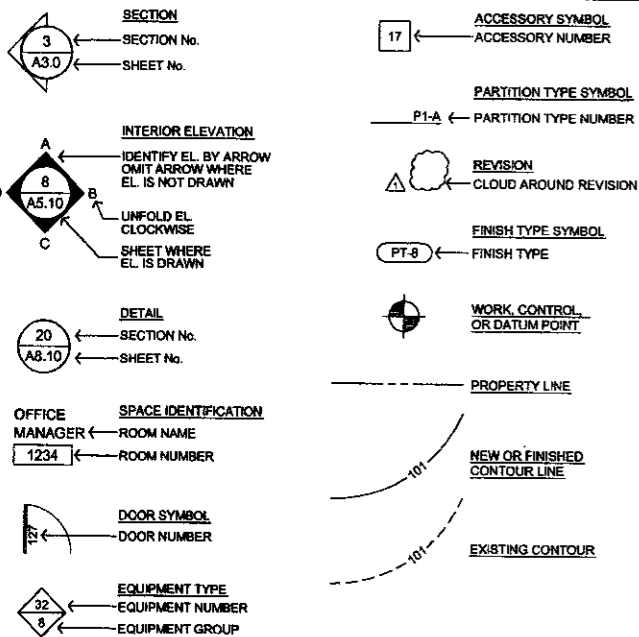 SECTION
3
SECTION No.
A3.0
SHEET No.
INTERIOR ELEVATION
A
IDENTIFY EL. BY ARROW
OMIT ARROW WHERE
EL. IS NOT DRAWN
8
A5.10
B
UNFOLD EL.
CLOCKWISE
C
SHEET WHERE
EL. IS DRAWN
DETAIL
20
SECTION No.
A8.10
SHEET No.
SPACE IDENTIFICATION
OFFICE
MANAGER
ROOM NAME
1234
ROOM NUMBER
DOOR SYMBOL
127
DOOR NUMBER
EQUIPMENT TYPE
32
EQUIPMENT NUMBER
8
EQUIPMENT GROUP
ACCESSORY SYMBOL
17
ACCESSORY NUMBER
PARTITION TYPE SYMBOL
P1-A
PARTITION TYPE NUMBER
REVISION
1
CLOUD AROUND REVISION
FINISH TYPE SYMBOL
PT-8
FINISH TYPE
WORK, CONTROL,
OR DATUM POINT
PROPERTY LINE
NEW OR FINISHED
CONTOUR LINE
101
EXISTING CONTOUR
101